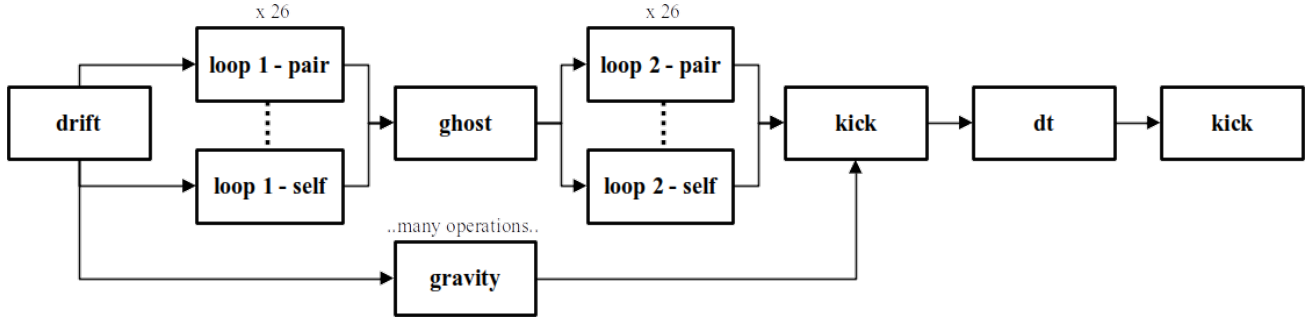 x 26
x 26
loop 1 - pair
loop 2 - pair
drift
ghost
kick
dt
kick
loop 1 - self
loop 2 - self
..many operations..
gravity